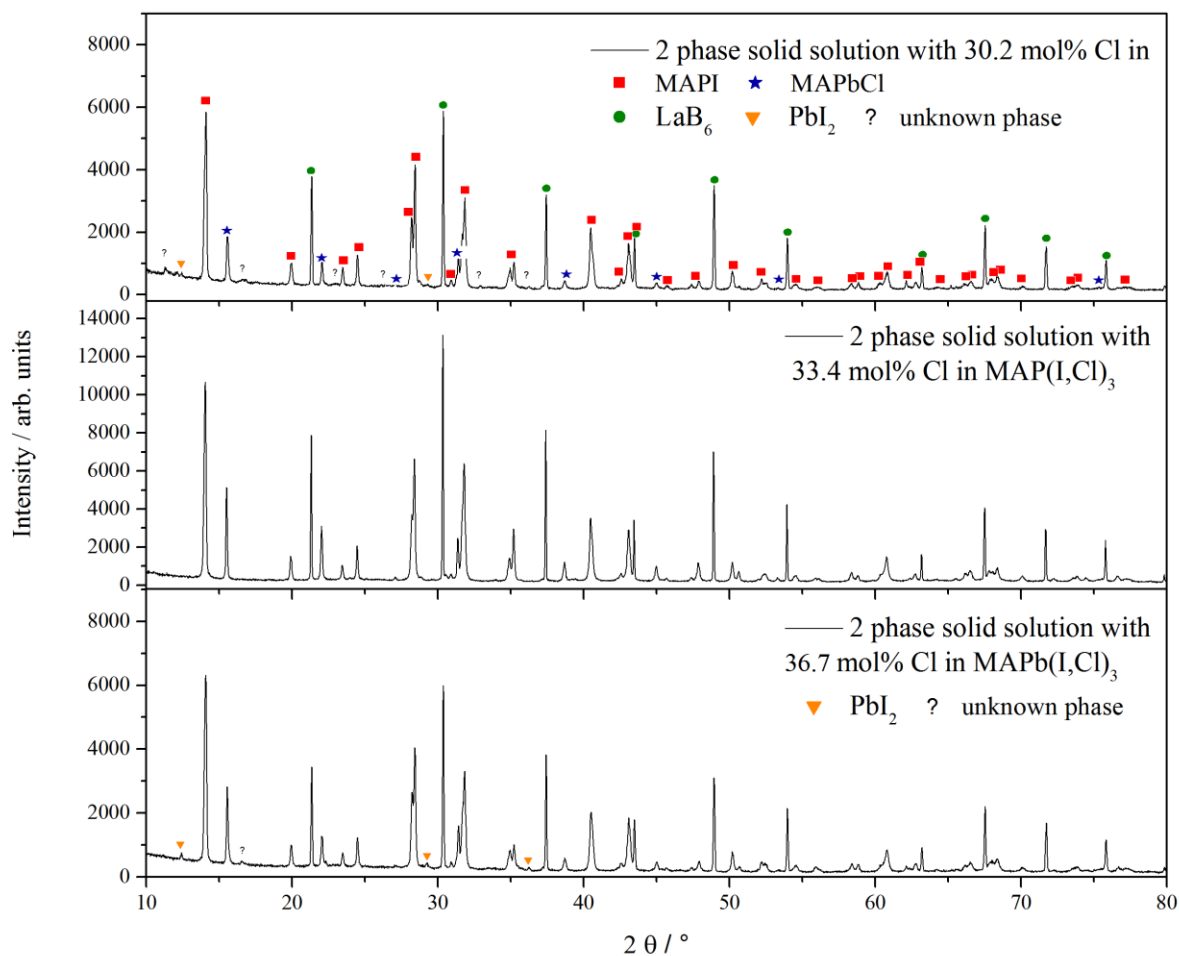 8000
6000
4000
2000
0
2 phase solid solution with 30.2 mol% Cl in
MAPI MAPbCl
LaB₆ PbI₂ ? unknown phase
? ? ? ? ? ?
14000
12000
10000
8000
6000
4000
2000
0
2 phase solid solution with
33.4 mol% Cl in MAP(I,Cl)₃
Intensity / arb. units
8000
6000
4000
2000
0
2 phase solid solution with
36.7 mol% Cl in MAPb(I,Cl)₃
PbI₂ ? unknown phase
?
10 20 30 40 50 60 70 80
2 θ / °